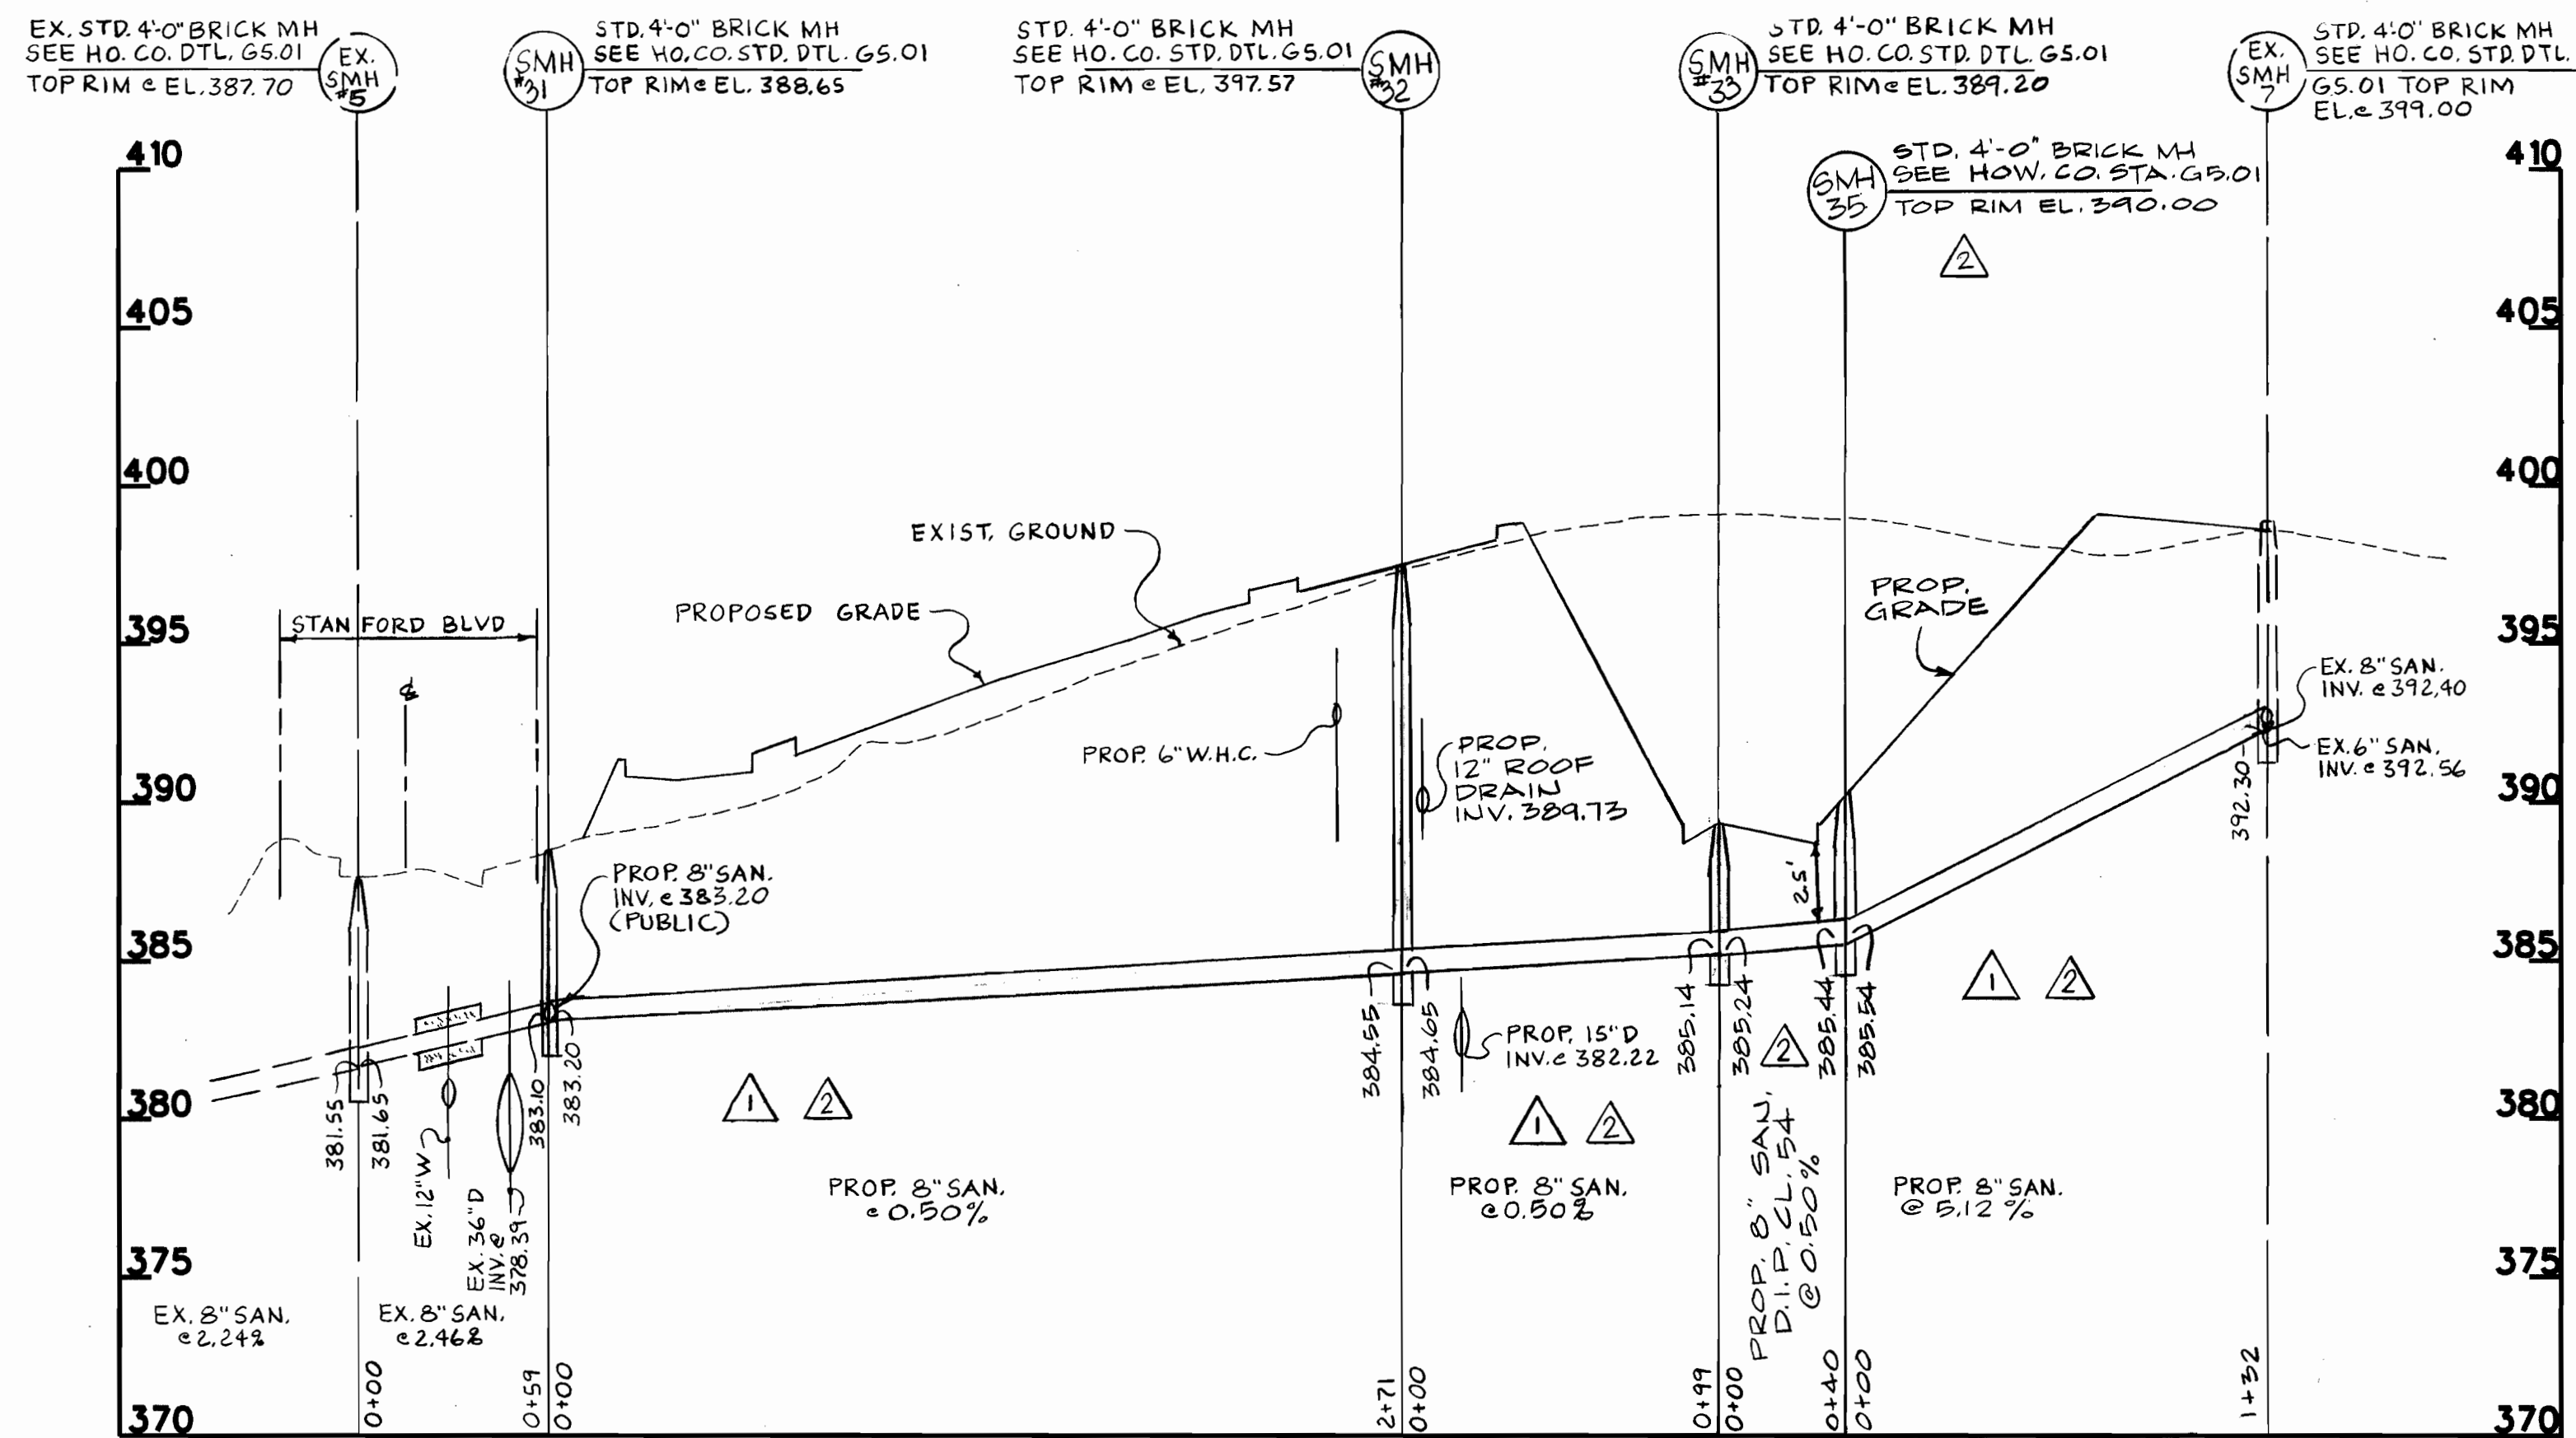 EX. STD. 4'-0" BRICK MH
SEE HO. CO. DTL. G5.01
TOP RIM @ EL. 387.70
EX.
SMH
#5
SMH
#31
STD. 4'-0" BRICK MH
SEE HO. CO. STD. DTL. G5.01
TOP RIM @ EL. 388.65
STD. 4'-0" BRICK MH
SEE HO. CO. STD. DTL. G5.01
TOP RIM @ EL. 397.57
SMH
#32
SMH
#33
STD. 4'-0" BRICK MH
SEE HO. CO. STD. DTL. G5.01
TOP RIM @ EL. 389.20
EX.
SMH
7
STD. 4'-0" BRICK MH
SEE HO. CO. STD. DTL.
G5.01 TOP RIM
EL. @ 399.00
SMH
35
STD. 4'-0" BRICK MH
SEE HOW. CO. STA. G5.01
TOP RIM EL. 390.00
2
410
410
405
405
400
400
395
395
390
390
385
385
380
380
375
375
370
370
EXIST. GROUND
PROPOSED GRADE
STANFORD BLVD
℄
PROP.
GRADE
PROP. 6" W.H.C.
PROP.
12" ROOF
DRAIN
INV. 389.73
EX. 8" SAN.
INV. @ 392.40
EX. 6" SAN.
INV. @ 392.56
392.30
PROP. 8" SAN.
INV. @ 383.20
(PUBLIC)
2.5'
381.55
381.65
EX. 12" W
EX. 36" D
INV. @
378.39
383.10
383.20
1
2
384.55
384.65
PROP. 15" D
INV. @ 382.22
1
2
385.14
385.24
2
385.44
385.54
1
2
PROP. 8" SAN.
@ 0.50%
PROP. 8" SAN.
@ 0.50%
PROP. 8" SAN.
D.I.P. CL. 54
@ 0.50%
PROP. 8" SAN.
@ 5.12%
EX. 8" SAN.
@ 2.24%
EX. 8" SAN.
@ 2.46%
0+00
0+59
0+00
2+71
0+00
0+99
0+00
0+40
0+00
1+32